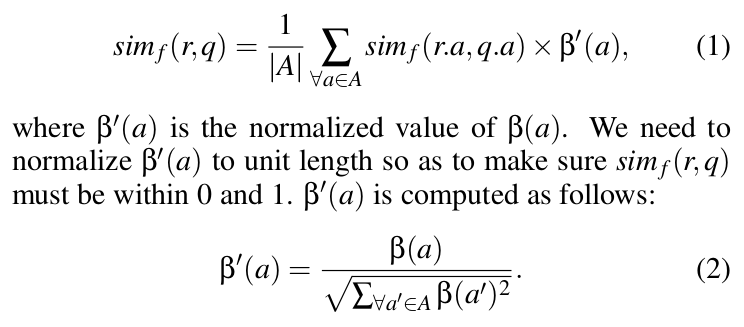 sim_f(r,q) = \frac{1}{|A|} \sum_{\forall a \in A} sim_f(r.a, q.a) × β′(a), (1)
where β′(a) is the normalized value of β(a). We need to
normalize β′(a) to unit length so as to make sure sim_f(r,q)
must be within 0 and 1. β′(a) is computed as follows:
β′(a) = \frac{β(a)}{\sqrt{\sum_{\forall a′ \in A} β(a′)^2}}. (2)